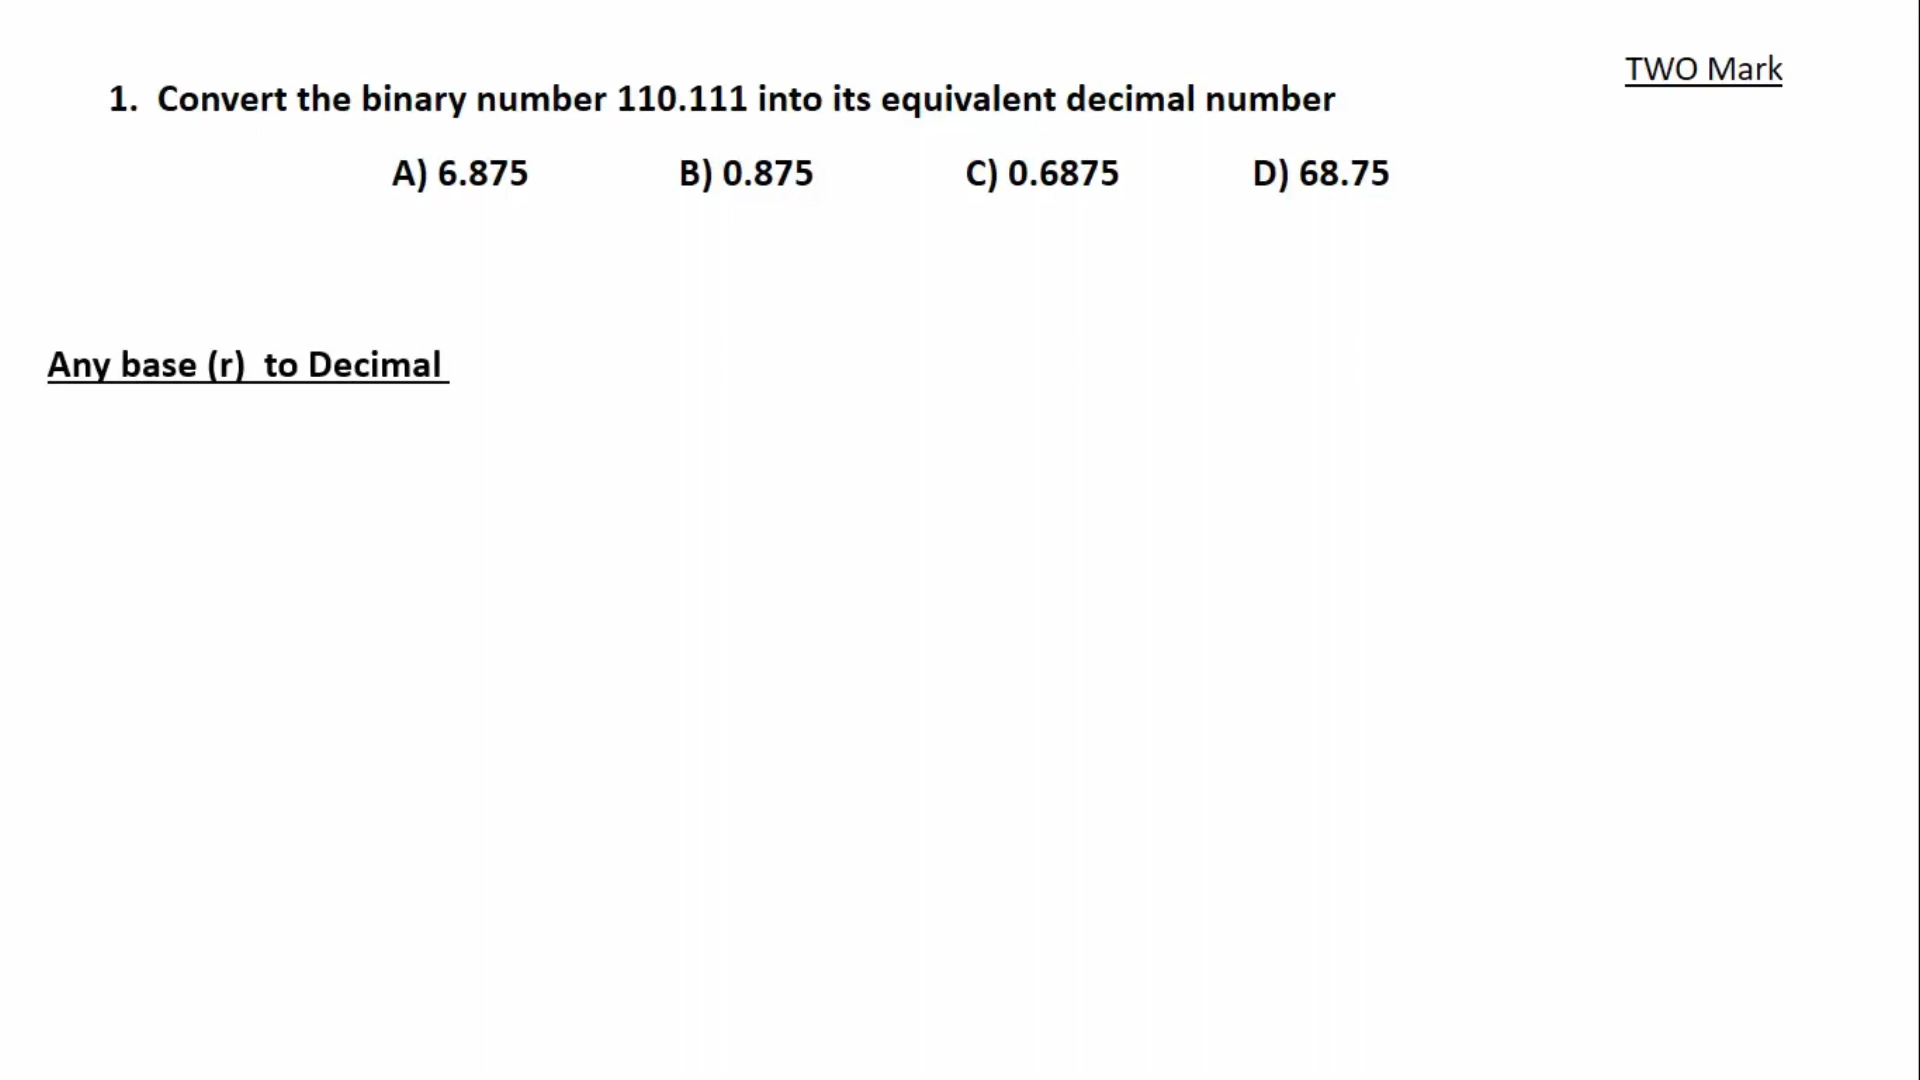 TWO Mark
1. Convert the binary number 110.111 into its equivalent decimal number
A) 6.875 B) 0.875 C) 0.6875 D) 68.75
Any base (r) to Decimal